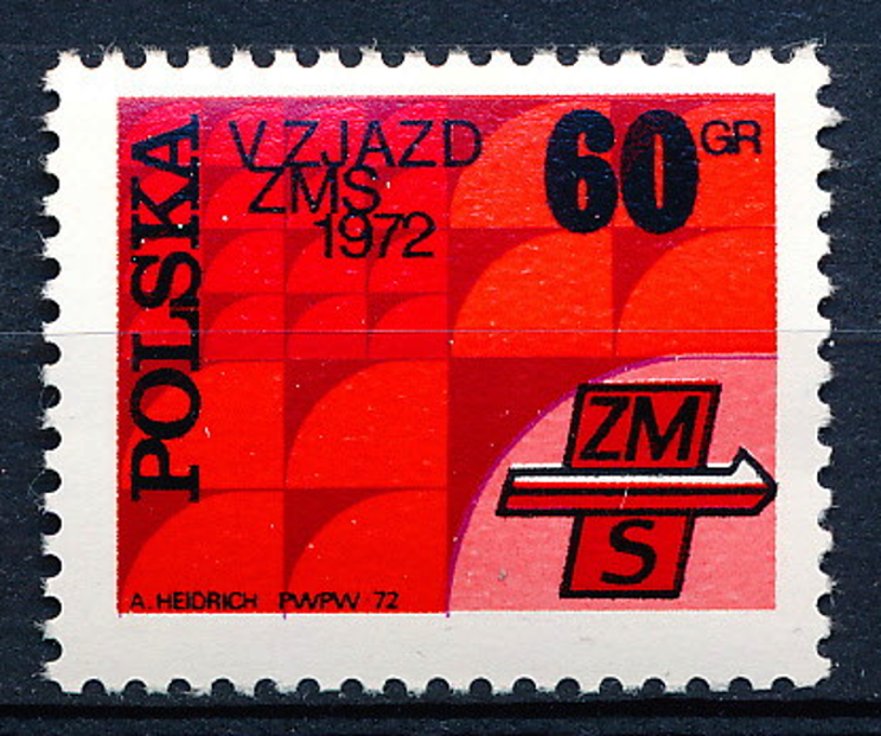 POLSKA
V ZJAZD
ZMS
1972
60 GR
ZM
S
A. HEIDRICH PWPW 72